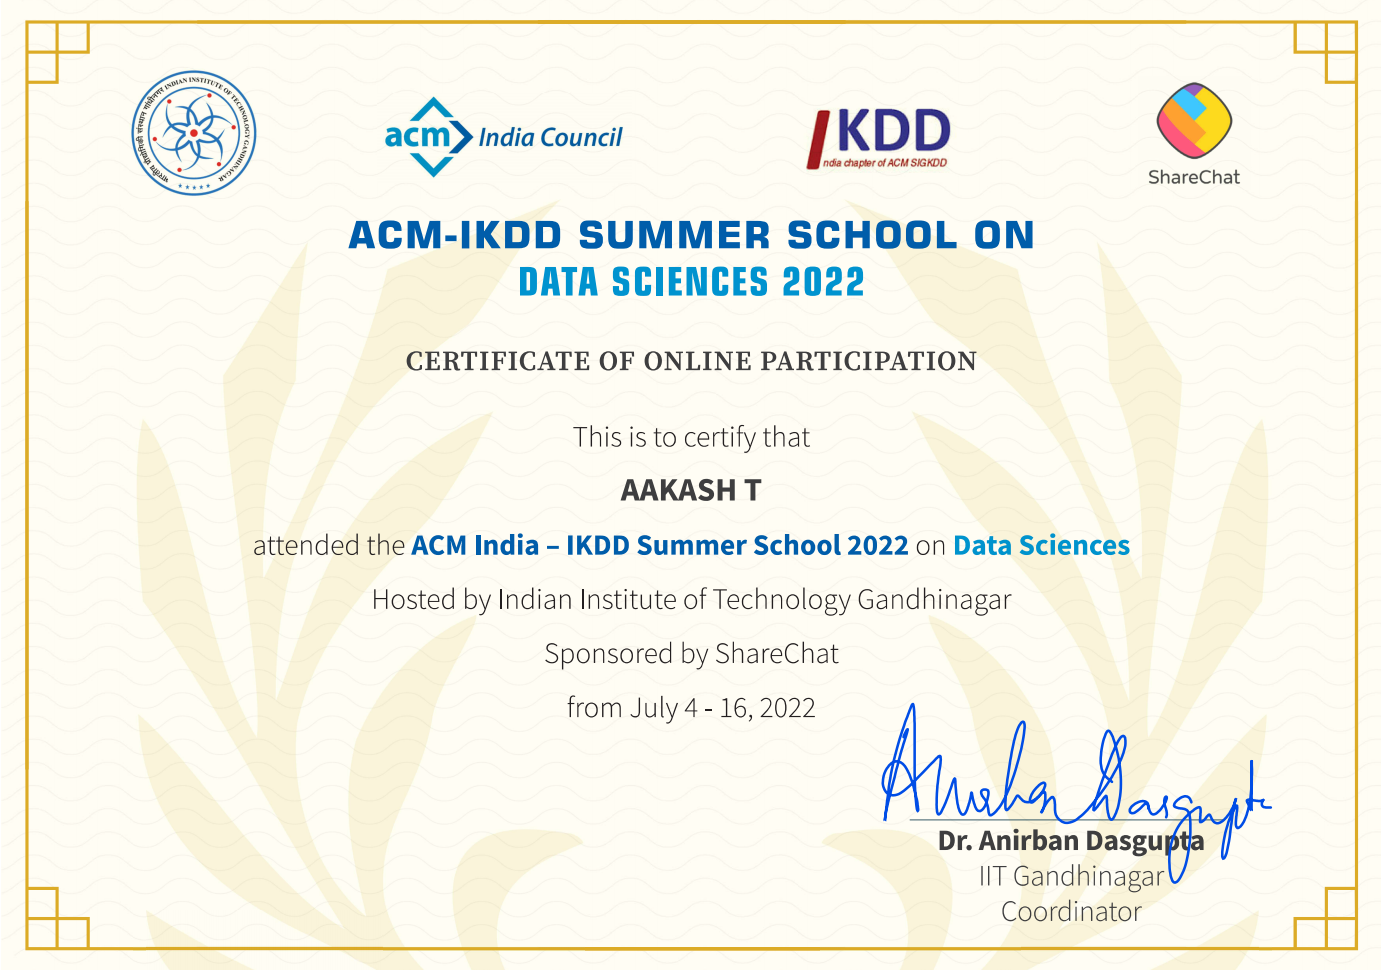 भारतीय प्रौद्योगिकी संस्थान गांधीनगर INDIAN INSTITUTE OF TECHNOLOGY GANDHINAGAR
acm India Council
IKDD
India chapter of ACM SIGKDD
ShareChat
ACM-IKDD SUMMER SCHOOL ON
DATA SCIENCES 2022
CERTIFICATE OF ONLINE PARTICIPATION
This is to certify that
AAKASH T
attended the ACM India – IKDD Summer School 2022 on Data Sciences
Hosted by Indian Institute of Technology Gandhinagar
Sponsored by ShareChat
from July 4 - 16, 2022
Anirban Dasgupta
Dr. Anirban Dasgupta
IIT Gandhinagar
Coordinator